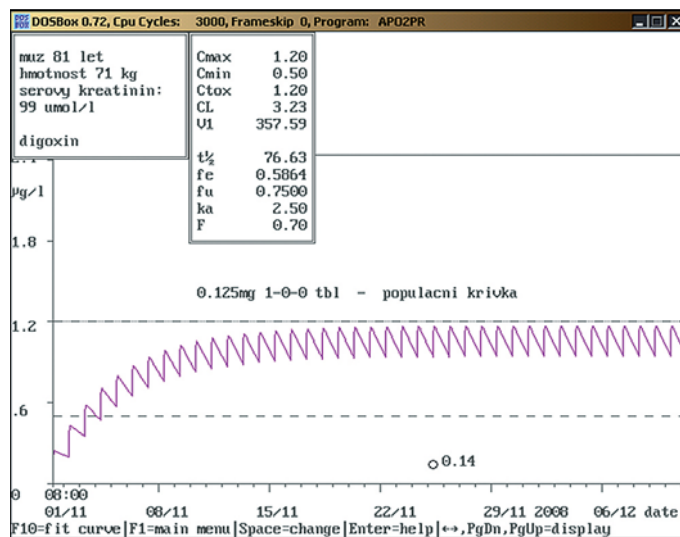 DOSBox 0.72, Cpu Cycles: 3000, Frameskip 0, Program: APO2PR
muz 81 let
hmotnost 71 kg
serovy kreatinin:
99 umol/l
digoxin
Cmax 1.20
Cmin 0.50
Ctox 1.20
CL 3.23
V1 357.59
t½ 76.63
fe 0.5864
fu 0.7500
ka 2.50
F 0.70
µg/l
1.8
0.125mg 1-0-0 tbl - populacni krivka
1.2
.6
0.14
0 08:00
01/11 08/11 15/11 22/11 29/11 2008 06/12 date
F10=fit curve|F1=main menu|Space=change|Enter=help|↔,PgDn,PgUp=display